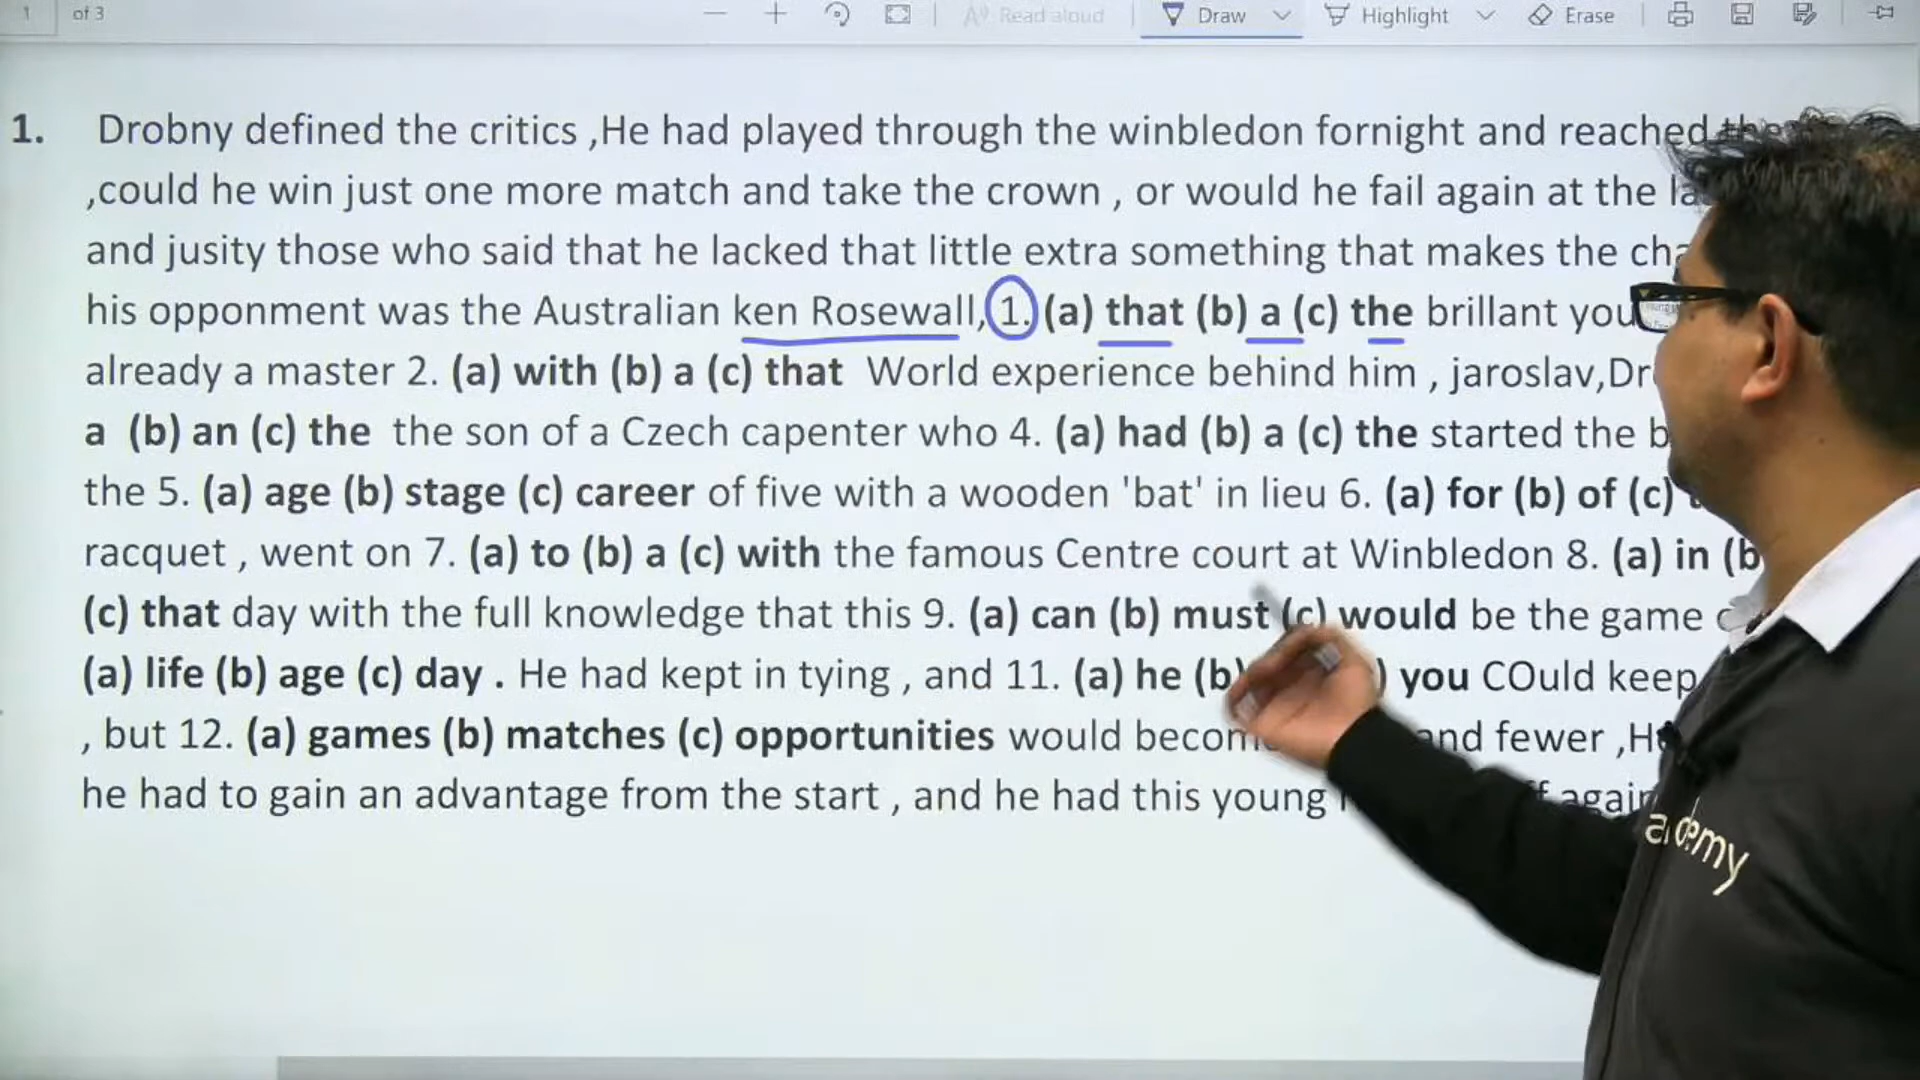 1 of 3 Read aloud Draw Highlight Erase
1. Drobny defined the critics ,He had played through the winbledon fornight and reached the
,could he win just one more match and take the crown , or would he fail again at the
and jusity those who said that he lacked that little extra something that makes the
his opponment was the Australian ken Rosewall, 1. (a) that (b) a (c) the brillant
already a master 2. (a) with (b) a (c) that World experience behind him , jaroslav,
a (b) an (c) the the son of a Czech capenter who 4. (a) had (b) a (c) the started the
the 5. (a) age (b) stage (c) career of five with a wooden 'bat' in lieu 6. (a) for (b) of (c)
racquet , went on 7. (a) to (b) a (c) with the famous Centre court at Winbledon 8. (a) in (b
(c) that day with the full knowledge that this 9. (a) can (b) must (c) would be the game
(a) life (b) age (c) day . He had kept in tying , and 11. (a) he (b) you COuld keep
, but 12. (a) games (b) matches (c) opportunities would and fewer ,
he had to gain an advantage from the start , and he had this young